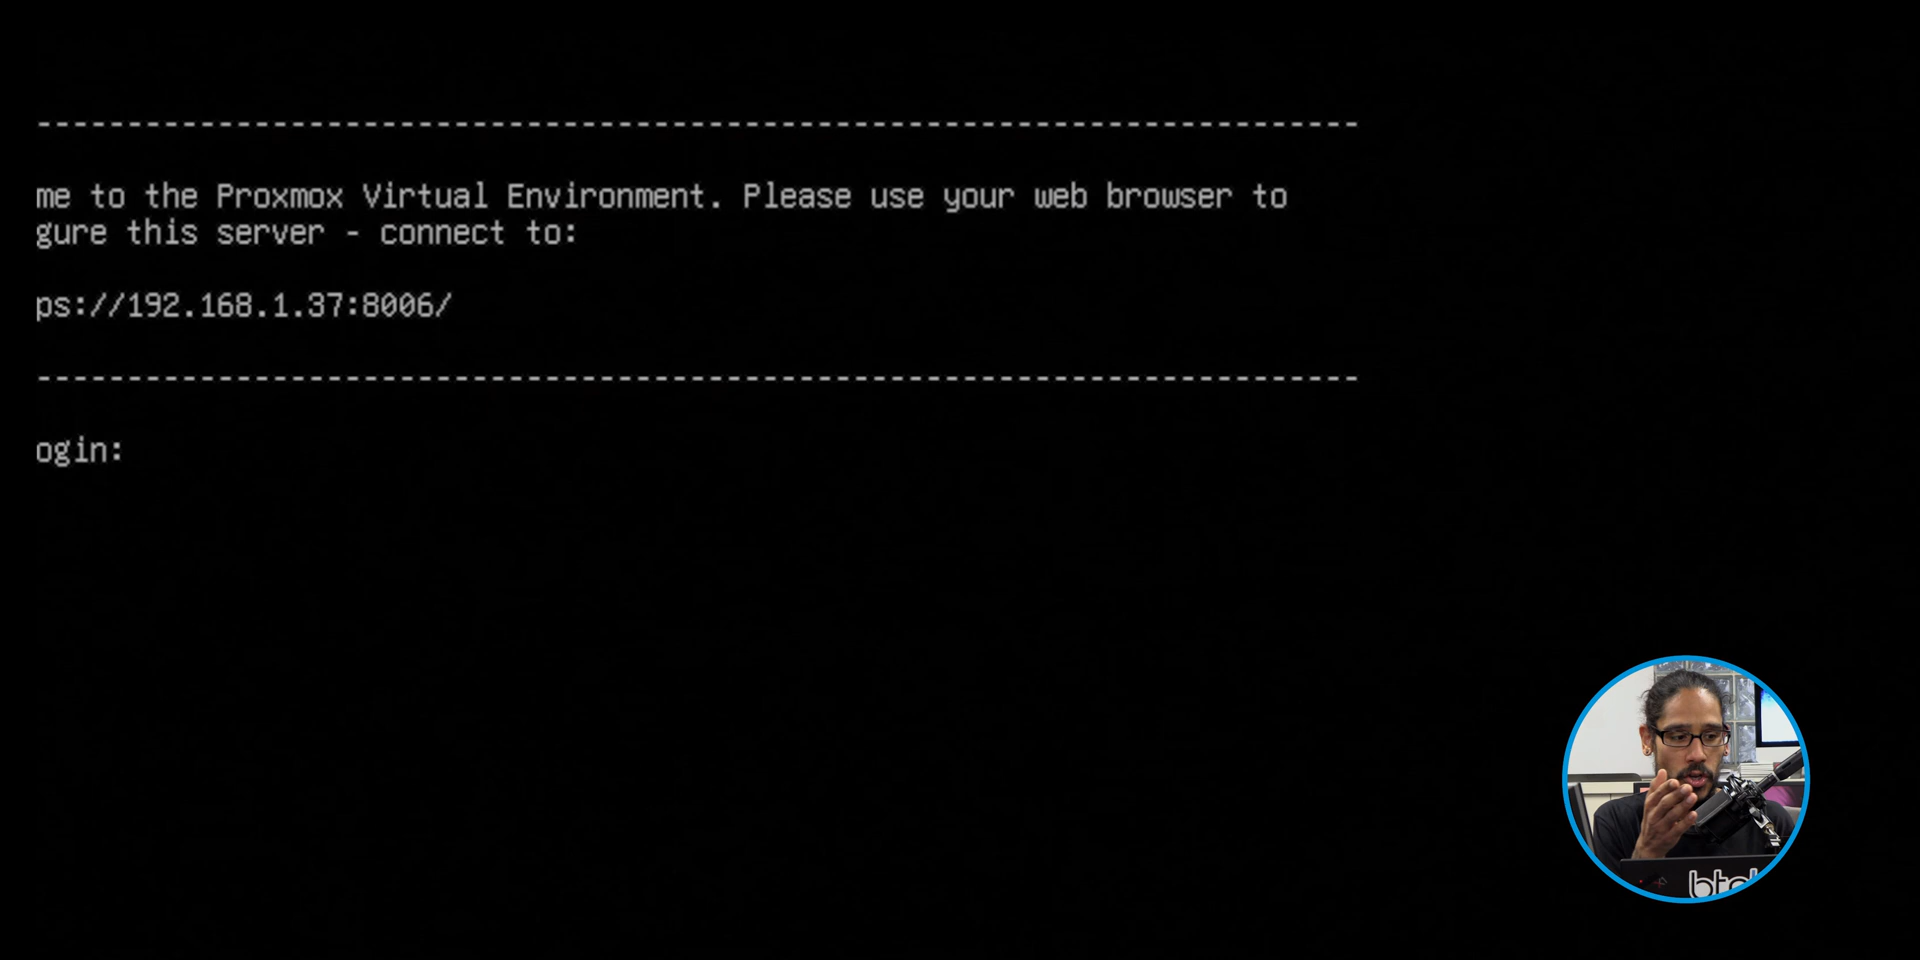 ------------------------------------------------------------------------
me to the Proxmox Virtual Environment. Please use your web browser to
gure this server - connect to:
ps://192.168.1.37:8006/
------------------------------------------------------------------------
ogin: